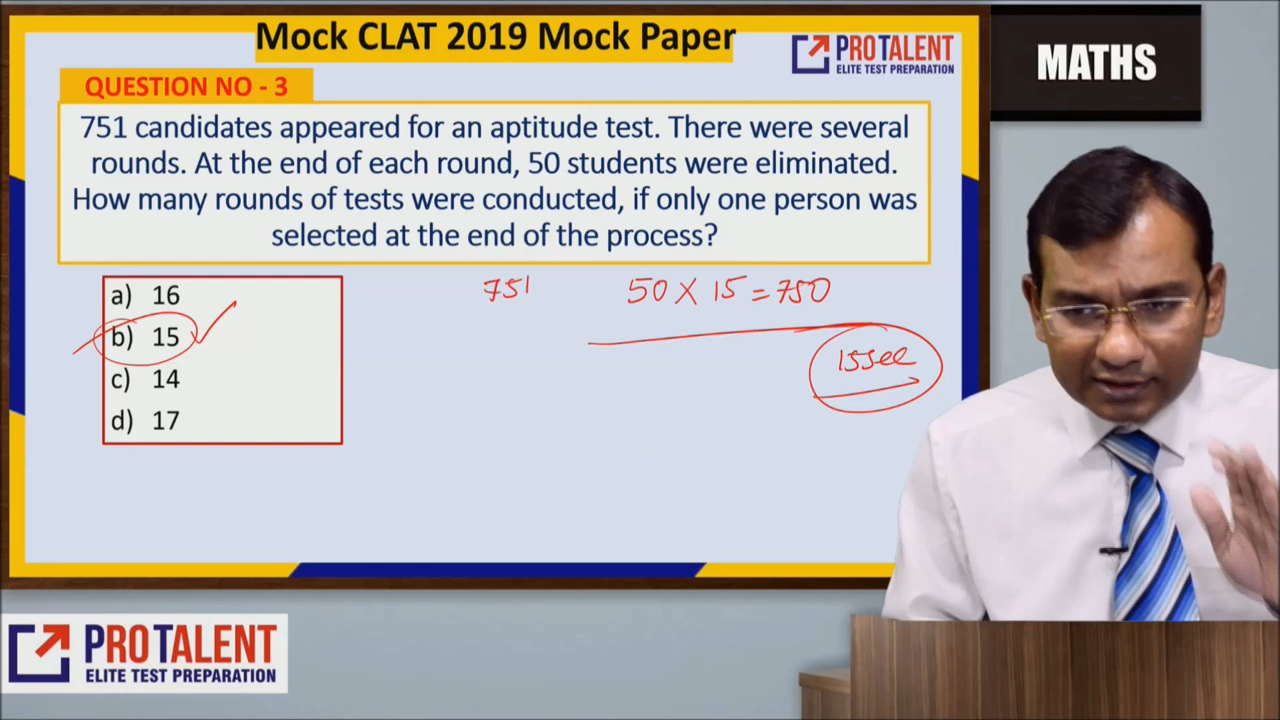 Mock CLAT 2019 Mock Paper
PROTALENT
ELITE TEST PREPARATION
MATHS
QUESTION NO - 3
751 candidates appeared for an aptitude test. There were several
rounds. At the end of each round, 50 students were eliminated.
How many rounds of tests were conducted, if only one person was
selected at the end of the process?
a) 16
b) 15
c) 14
d) 17
751
50 X 15 = 750
15 Sec
PROTALENT
ELITE TEST PREPARATION